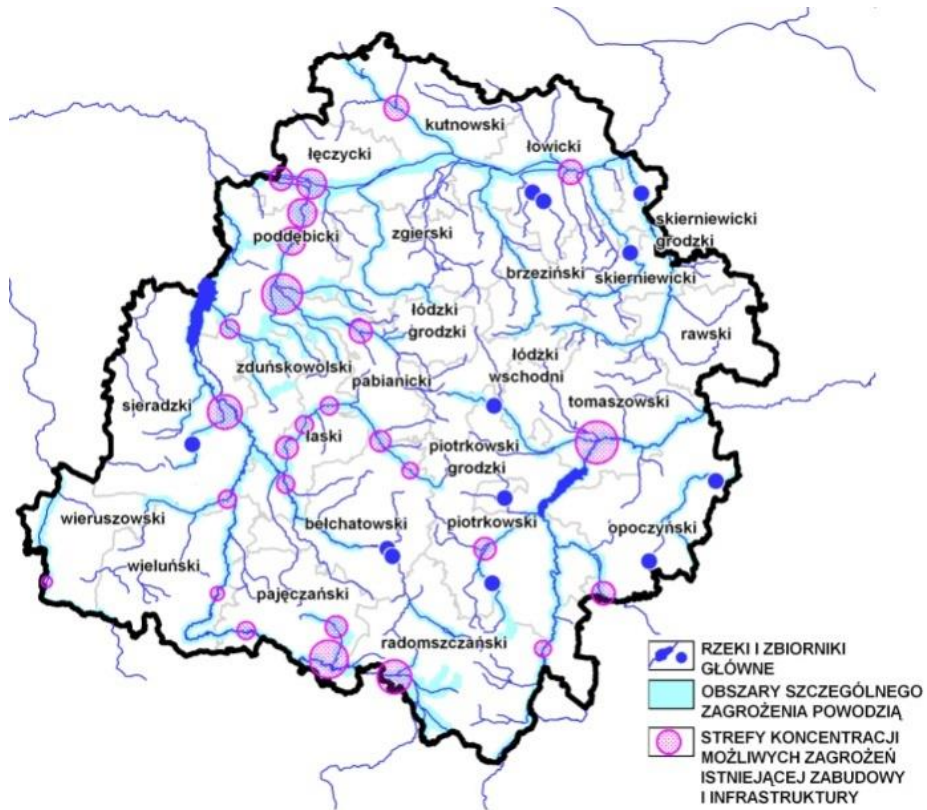 kutnowski
łęczycki
łowicki
skierniewicki
grodzki
poddębicki
zgierski
brzeziński
skierniewicki
łódzki
grodzki
rawski
łódzki
wschodni
zduńskowolski
pabianicki
sieradzki
tomaszowski
łaski
piotrkowski
grodzki
wieruszowski
bełchatowski
piotrkowski
opoczyński
wieluński
pajęczański
radomszczański
RZEKI I ZBIORNIKI
GŁÓWNE
OBSZARY SZCZEGÓLNEGO
ZAGROŻENIA POWODZIĄ
STREFY KONCENTRACJI
MOŻLIWYCH ZAGROŻEŃ
ISTNIEJĄCEJ ZABUDOWY
I INFRASTRUKTURY